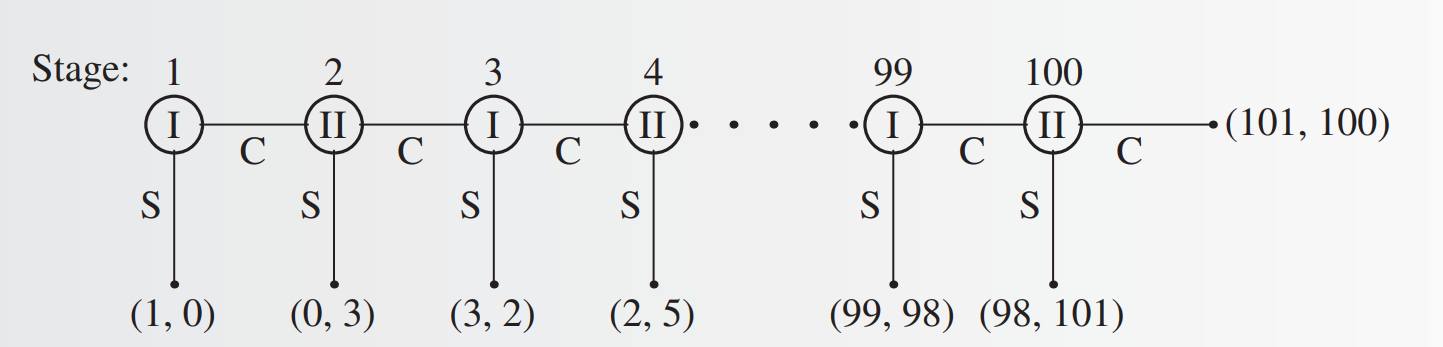 Stage: 1 2 3 4 99 100
I II I II I II (101, 100)
C C C C C
S S S S S S
(1, 0) (0, 3) (3, 2) (2, 5) (99, 98) (98, 101)